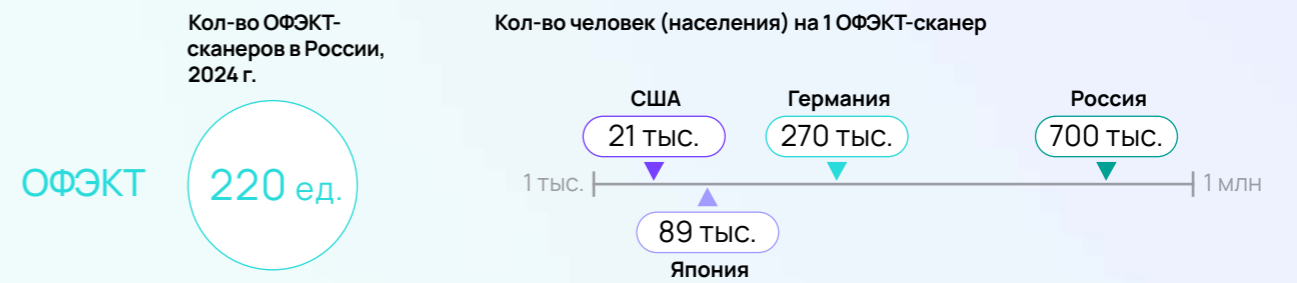 Кол-во ОФЭКТ-
сканеров в России,
2024 г.
Кол-во человек (населения) на 1 ОФЭКТ-сканер
ОФЭКТ
220 ед.
США
Германия
Россия
21 тыс.
270 тыс.
700 тыс.
1 тыс.
1 млн
89 тыс.
Япония